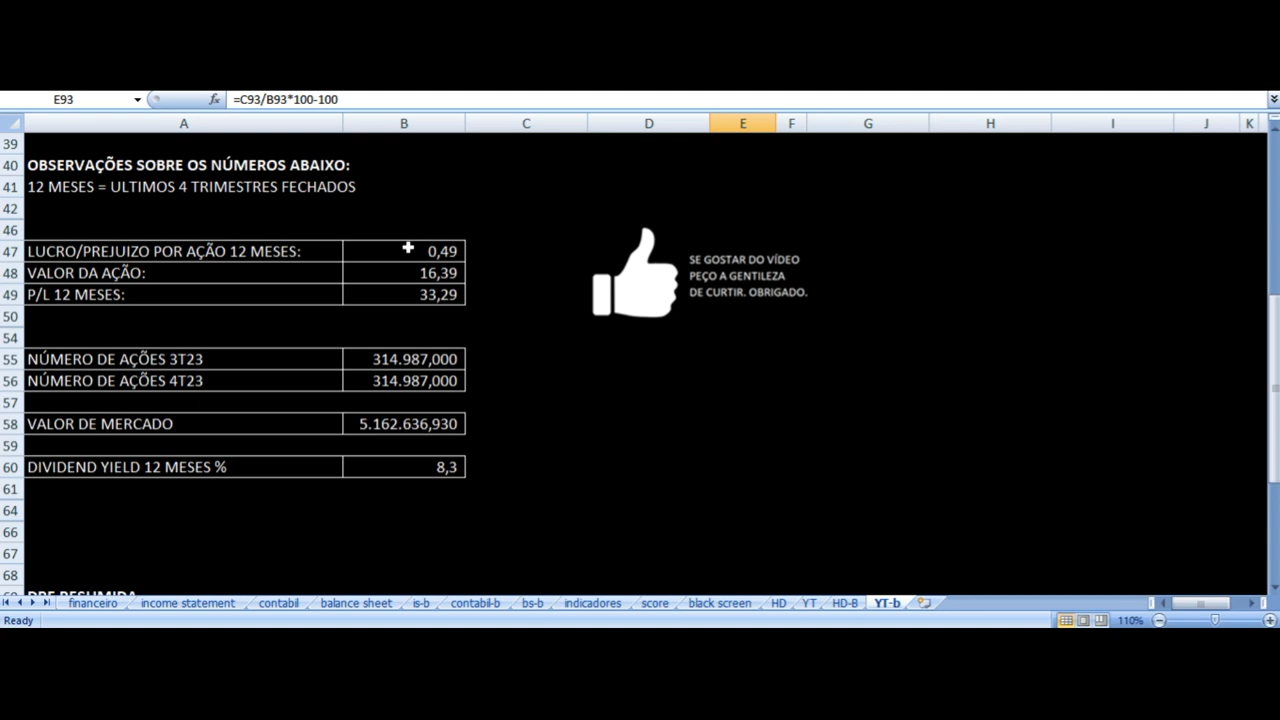 E93 fx =C93/B93*100-100
A B C D E F G H I J K
39
40 OBSERVAÇÕES SOBRE OS NÚMEROS ABAIXO:
41 12 MESES = ULTIMOS 4 TRIMESTRES FECHADOS
42
46
47 LUCRO/PREJUIZO POR AÇÃO 12 MESES: 0,49
SE GOSTAR DO VÍDEO
48 VALOR DA AÇÃO: 16,39
PEÇO A GENTILEZA
49 P/L 12 MESES: 33,29
DE CURTIR. OBRIGADO.
50
54
55 NÚMERO DE AÇÕES 3T23 314.987,000
56 NÚMERO DE AÇÕES 4T23 314.987,000
57
58 VALOR DE MERCADO 5.162.636,930
59
60 DIVIDEND YIELD 12 MESES % 8,3
61
64
66
67
68
69 DRE RESUMIDA
financeiro income statement contabil balance sheet is-b contabil-b bs-b indicadores score black screen HD YT HD-B YT-b
Ready 110%